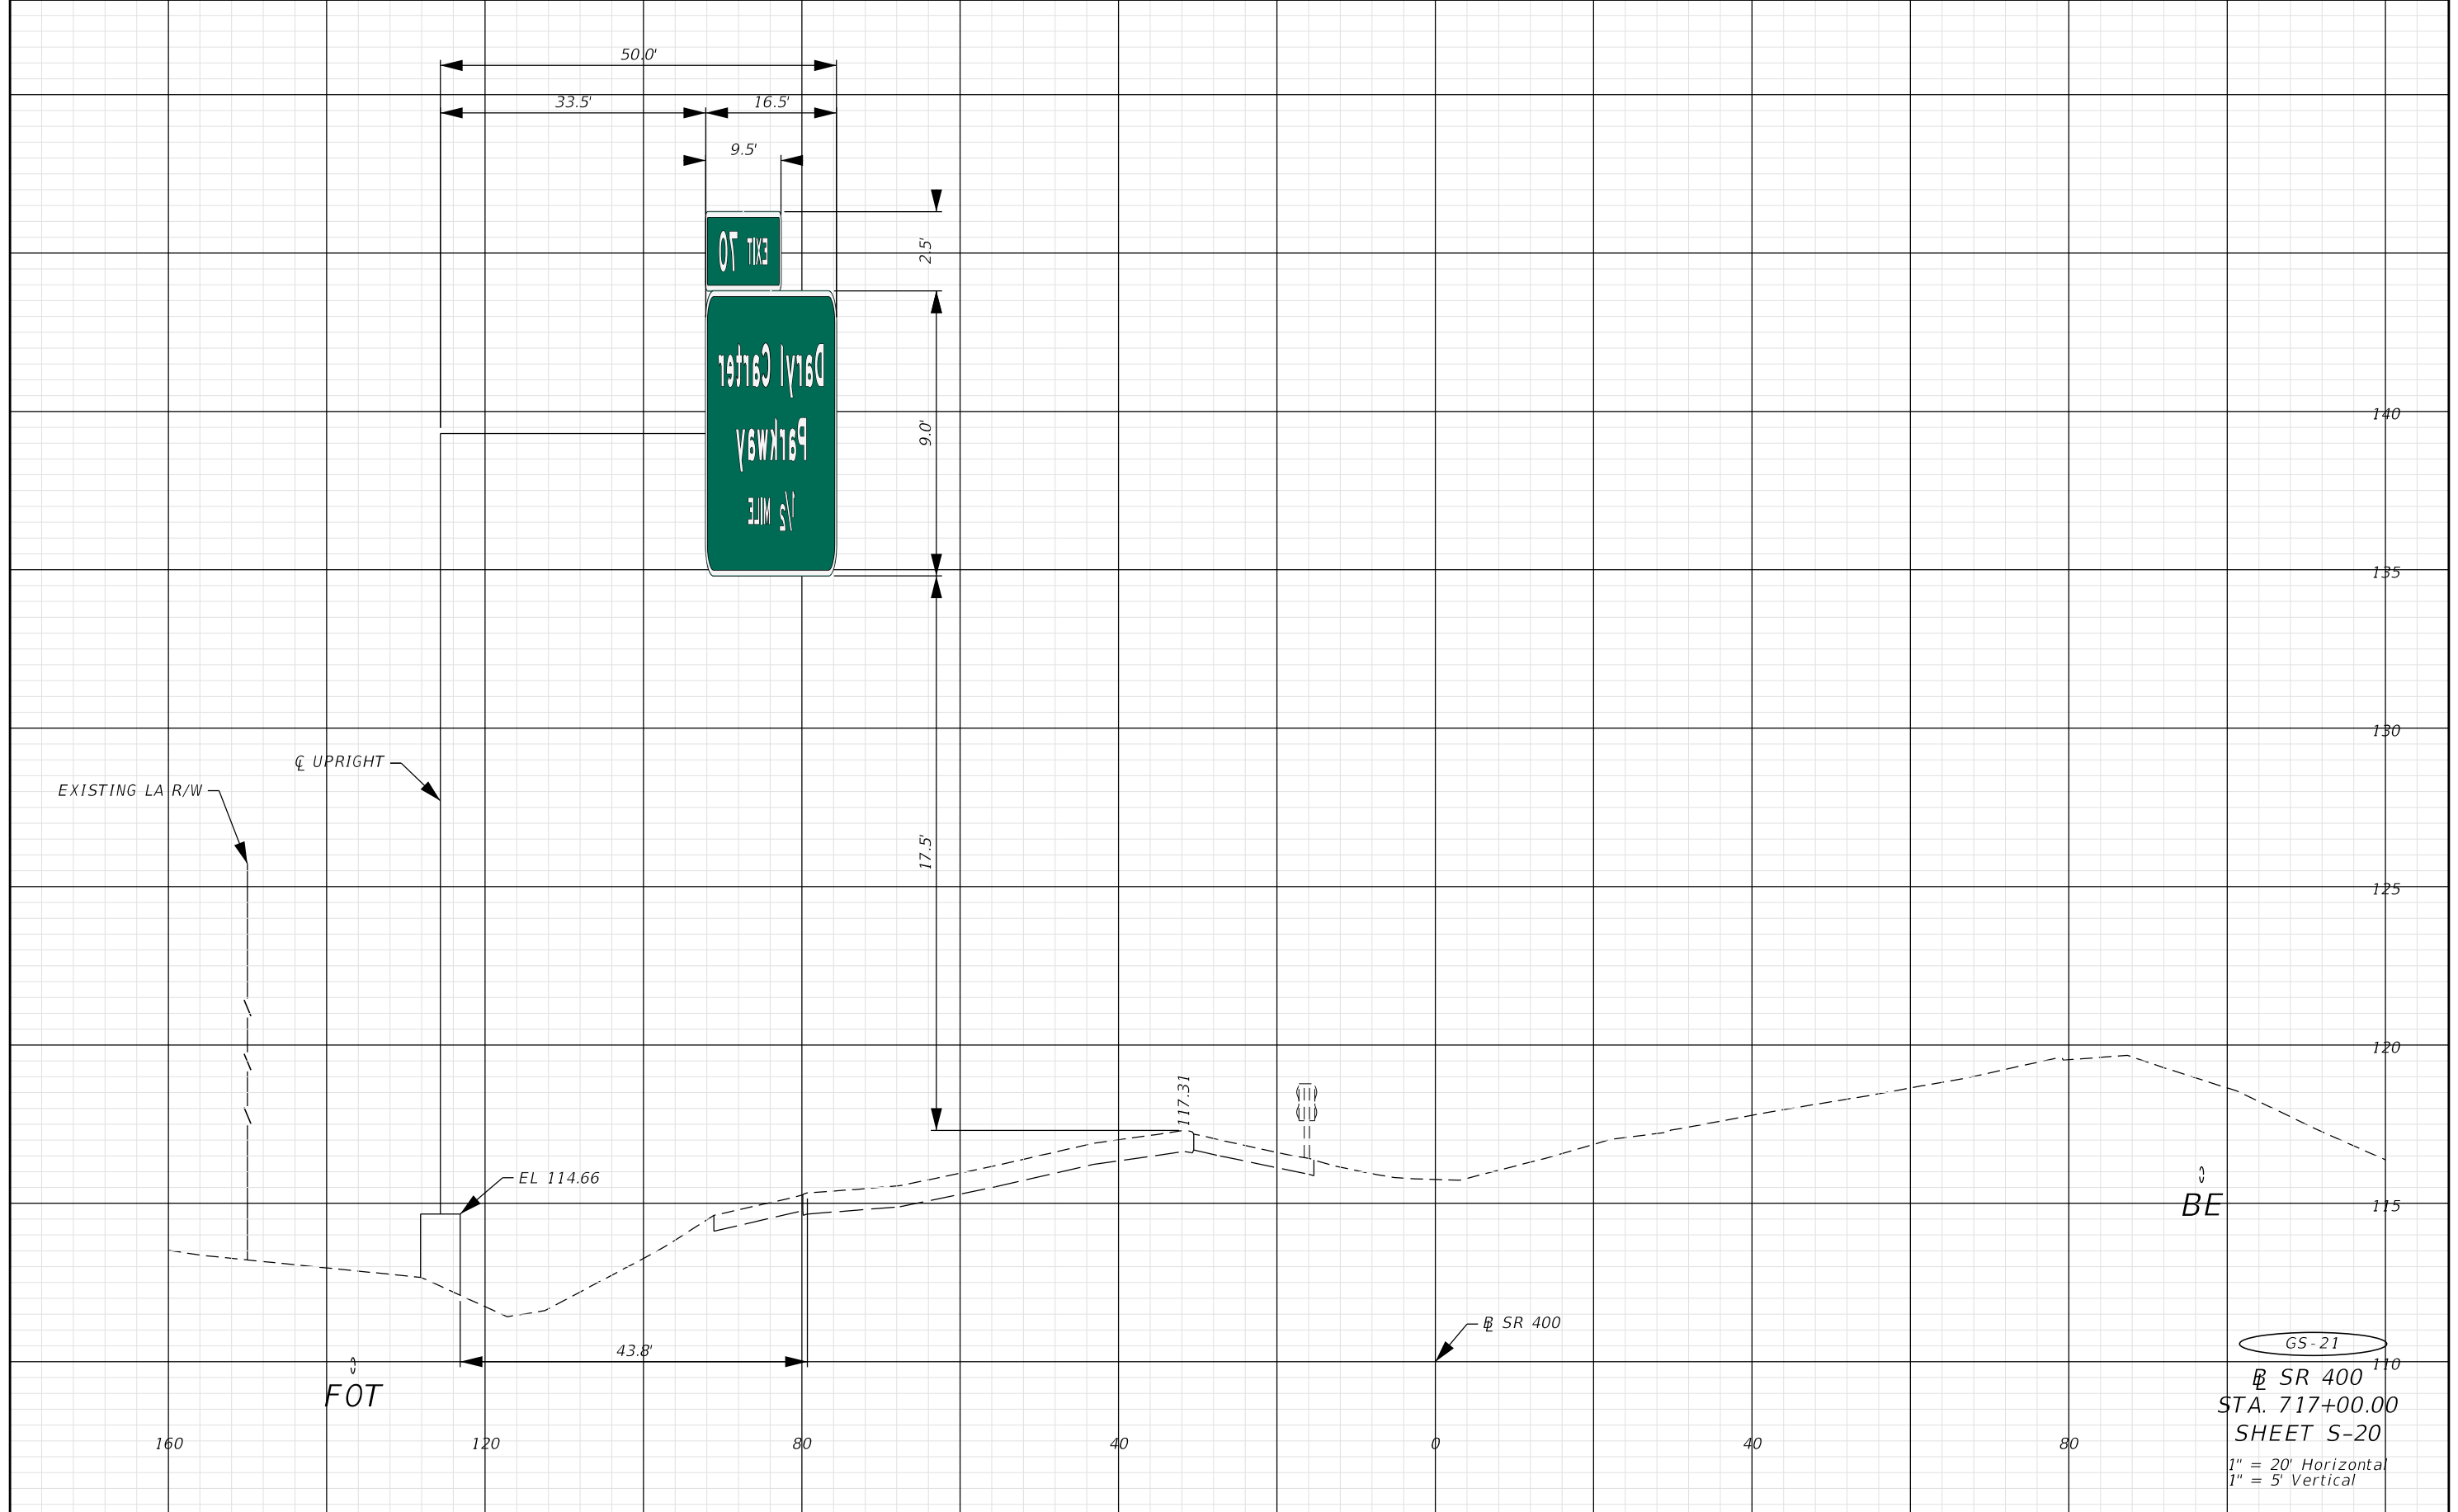 50.0'
33.5'
16.5'
9.5'
2.5'
EXIT 70
Daryl Carter
Parkway
1/2 MILE
9.0'
140
135
130
℄ UPRIGHT
EXISTING LA R/W
17.5'
125
120
117.31
EL 114.66
115
BE
43.8'
FOT
B͟L SR 400
GS-21
110
BL SR 400
STA. 717+00.00
SHEET S-20
160
120
80
40
0
40
80
1" = 20' Horizontal
1" = 5' Vertical